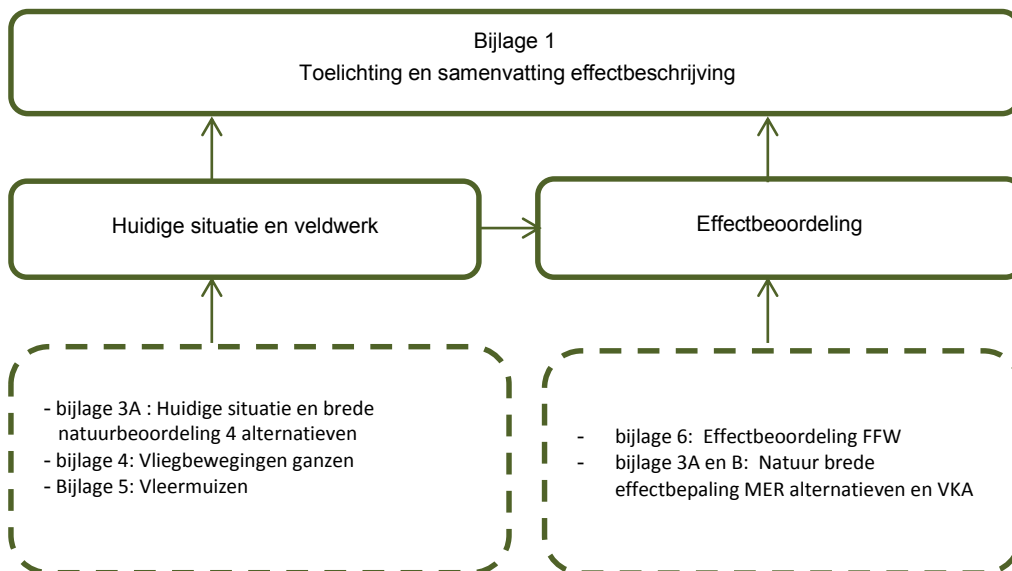 Bijlage 1
Toelichting en samenvatting effectbeschrijving
Huidige situatie en veldwerk
Effectbeoordeling
- bijlage 3A : Huidige situatie en brede
natuurbeoordeling 4 alternatieven
- bijlage 4: Vliegbewegingen ganzen
- Bijlage 5: Vleermuizen
- bijlage 6: Effectbeoordeling FFW
- bijlage 3A en B: Natuur brede
effectbepaling MER alternatieven en VKA